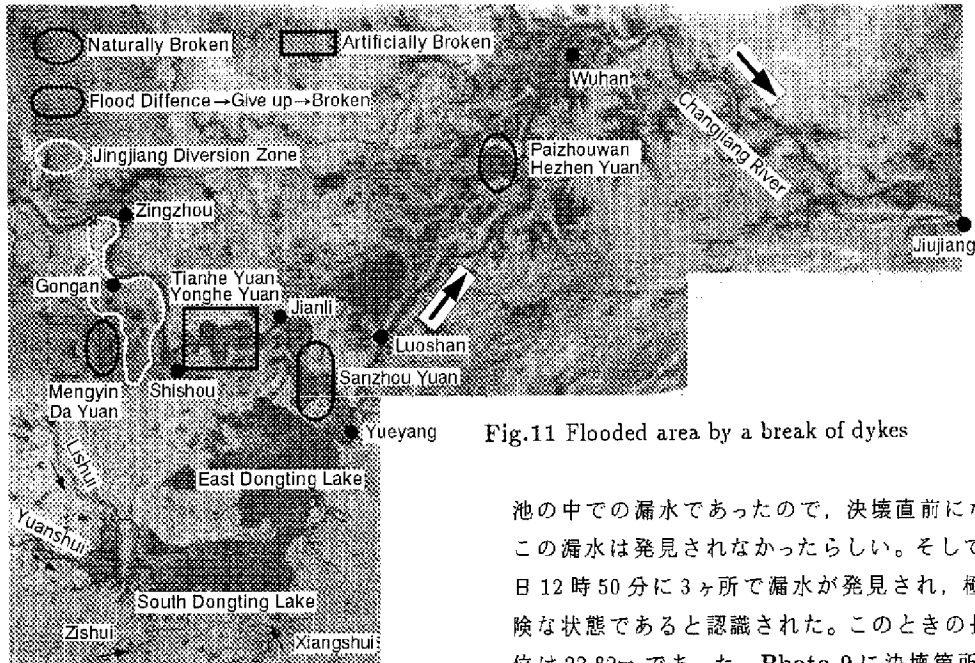 Naturally Broken
Artificially Broken
Flood Diffence→Give up→Broken
Jingjiang Diversion Zone
Wuhan
Changjiang River
Paizhouwan
Hezhen Yuan
Jiujiang
Zingzhou
Gongan
Tianhe Yuan
Yonghe Yuan
Jianli
Luoshan
Mengyin
Da Yuan
Shishou
Sanzhou Yuan
Yueyang
Lishui
East Dongting Lake
Yuanshui
South Dongting Lake
Zishui
Xiangshui
Fig.11 Flooded area by a break of dykes
池の中での漏水であったので，決壊直前に
この漏水は発見されなかったらしい。そして
日 12 時 50 分に 3 ヶ所で漏水が発見され，
険な状態であると認識された。このときの